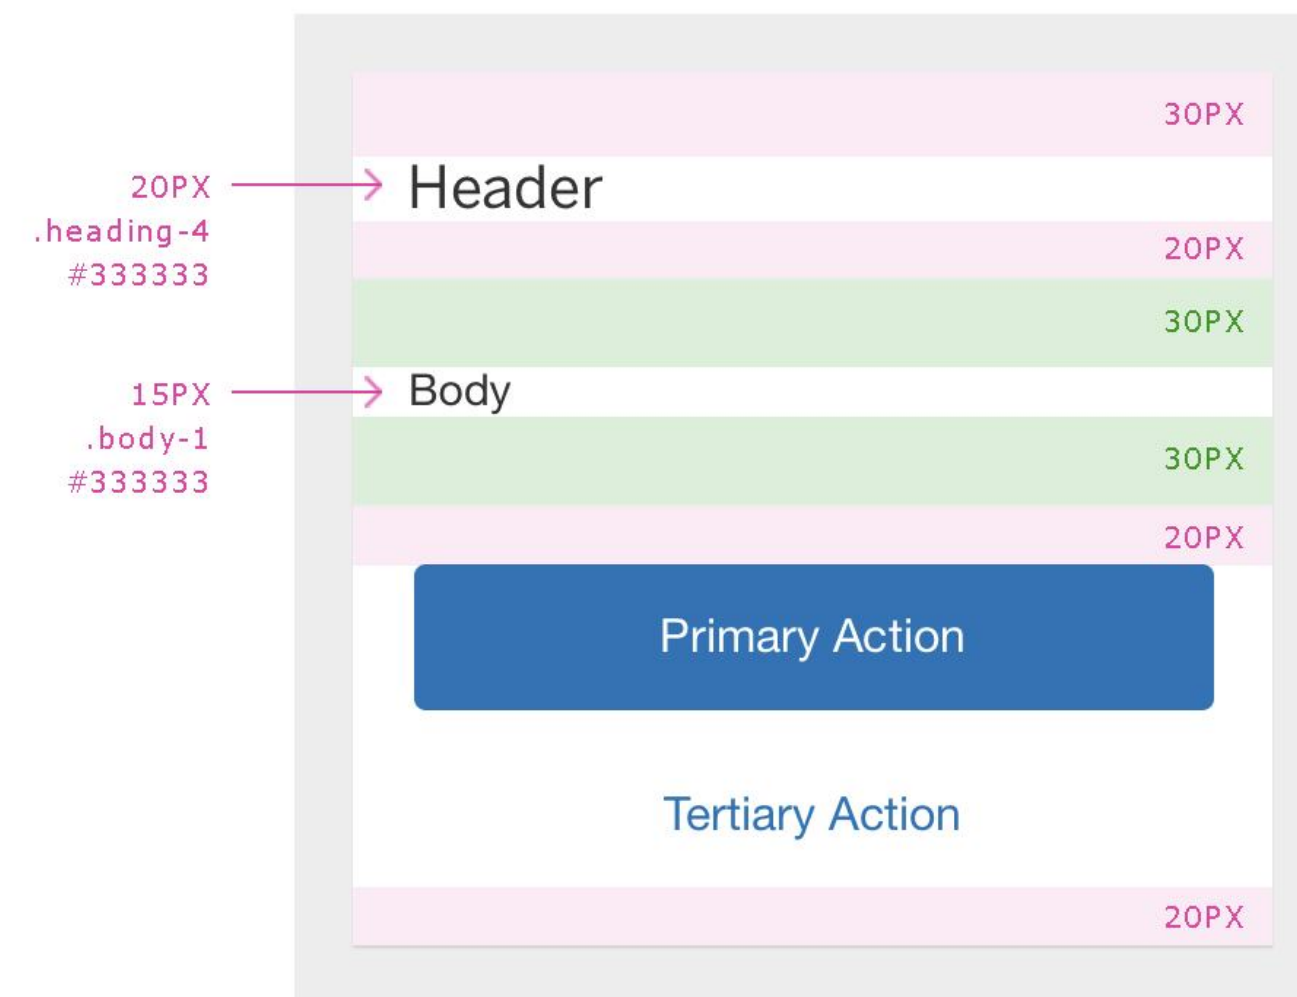 30PX
20PX
.heading-4
#333333
Header
20PX
30PX
15PX
.body-1
#333333
Body
30PX
20PX
Primary Action
Tertiary Action
20PX